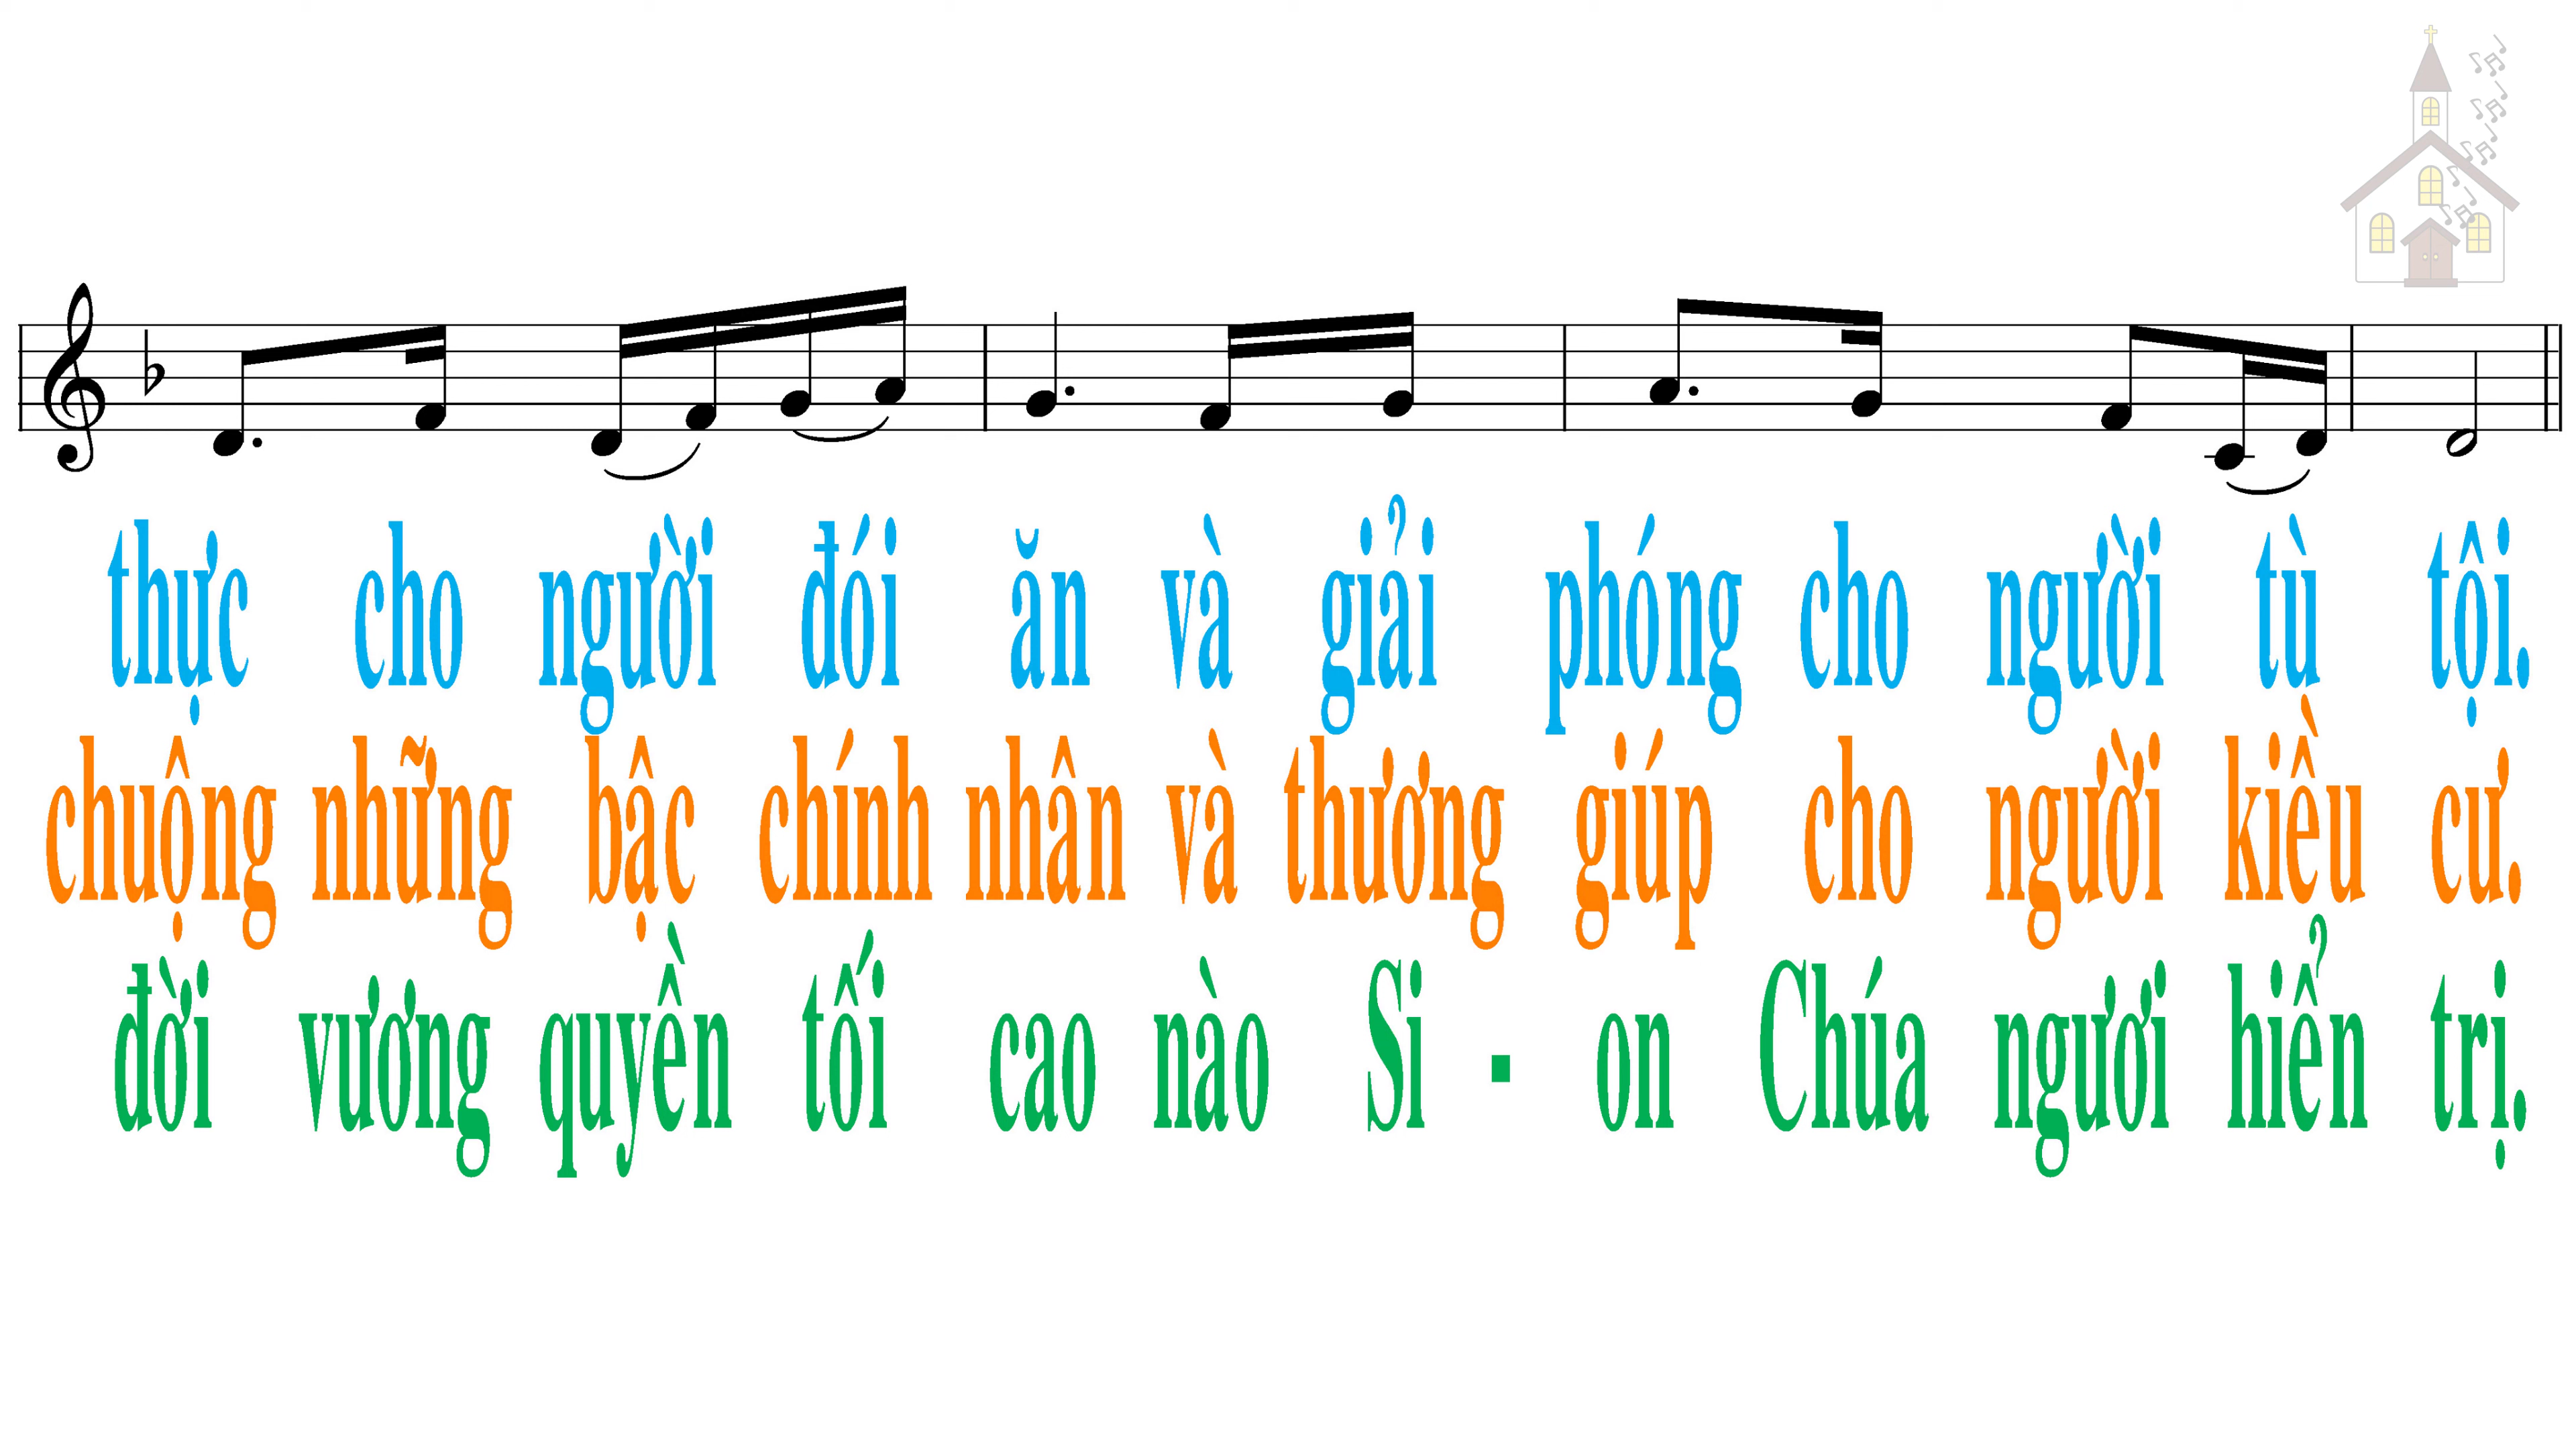 thực cho người đói ăn và giải phóng cho người tù tội.
chuộng những bậc chính nhân và thương giúp cho người kiều cư.
đời vương quyền tối cao nào Si - on Chúa ngươi hiển trị.